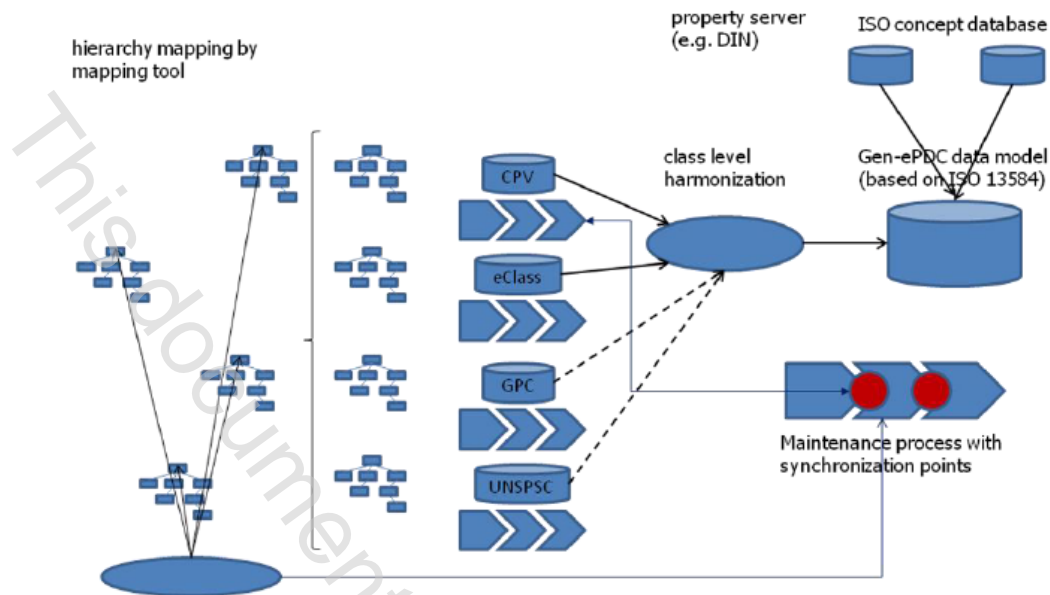 property server
(e.g. DIN)
ISO concept database
hierarchy mapping by
mapping tool
class level
harmonization
Gen-ePDC data model
(based on ISO 13584)
CPV
eClass
GPC
UNSPSC
Maintenance process with
synchronization points
This document